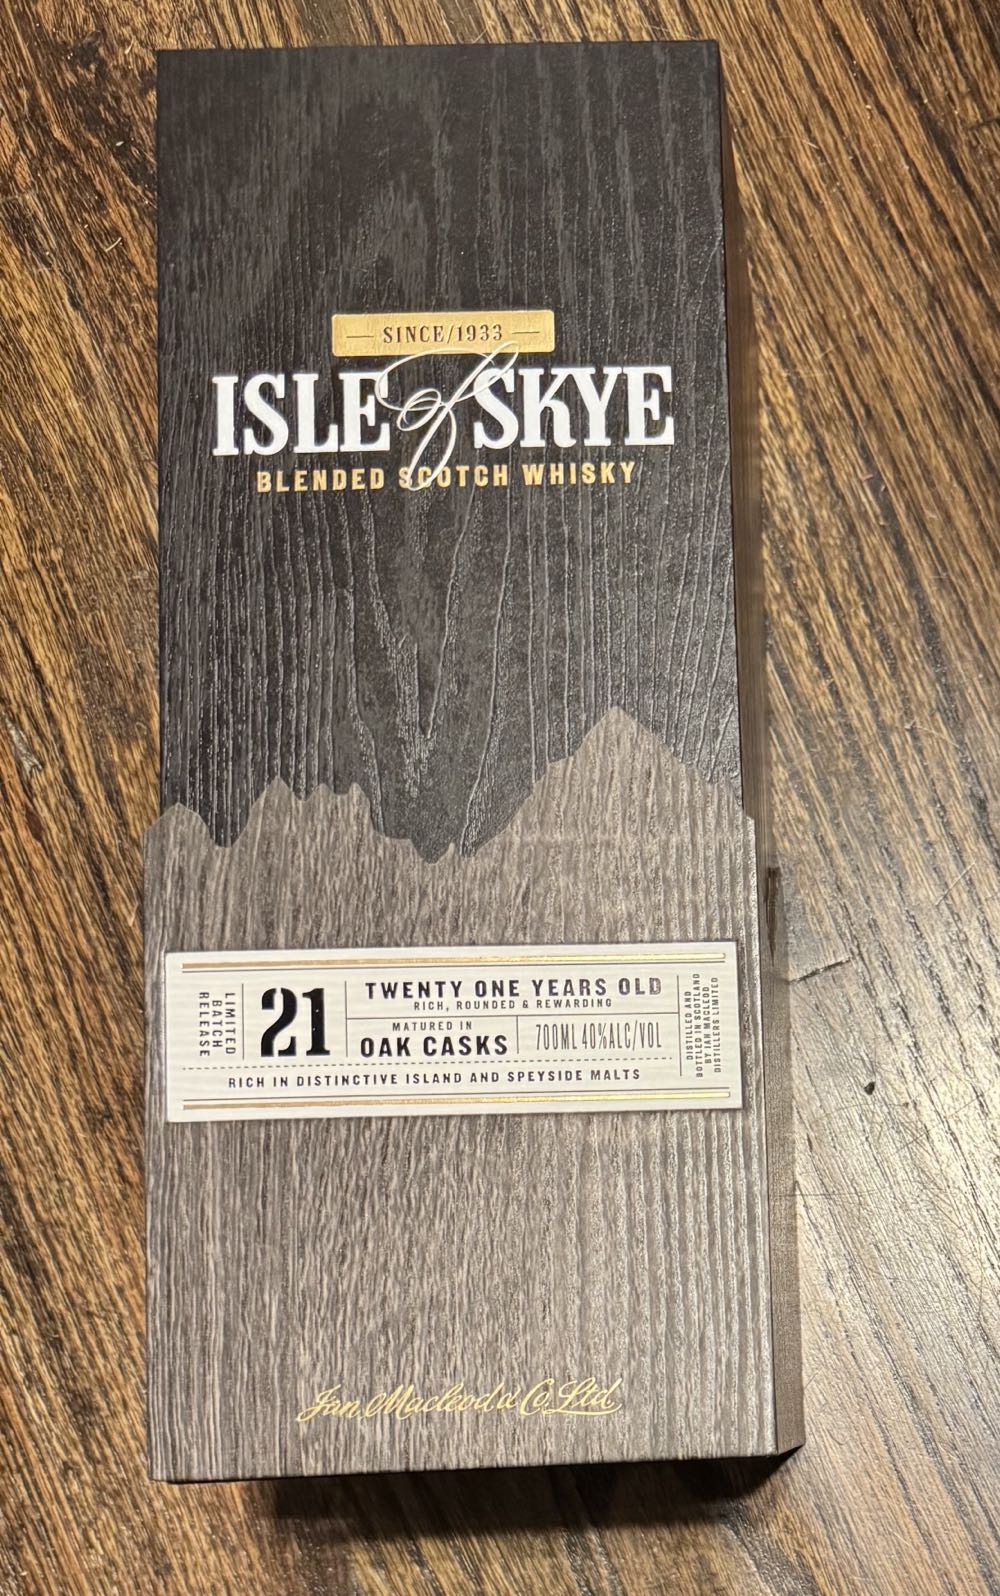 SINCE/1933
ISLE of SKYE
BLENDED SCOTCH WHISKY
LIMITED
BATCH
RELEASE
21
TWENTY ONE YEARS OLD
RICH, ROUNDED & REWARDING
MATURED IN
OAK CASKS
700ML 40%ALC/VOL
DISTILLED AND
BOTTLED IN SCOTLAND
BY IAN MACLEOD
DISTILLERS LIMITED
RICH IN DISTINCTIVE ISLAND AND SPEYSIDE MALTS
Ian Macleod & Co. Ltd.